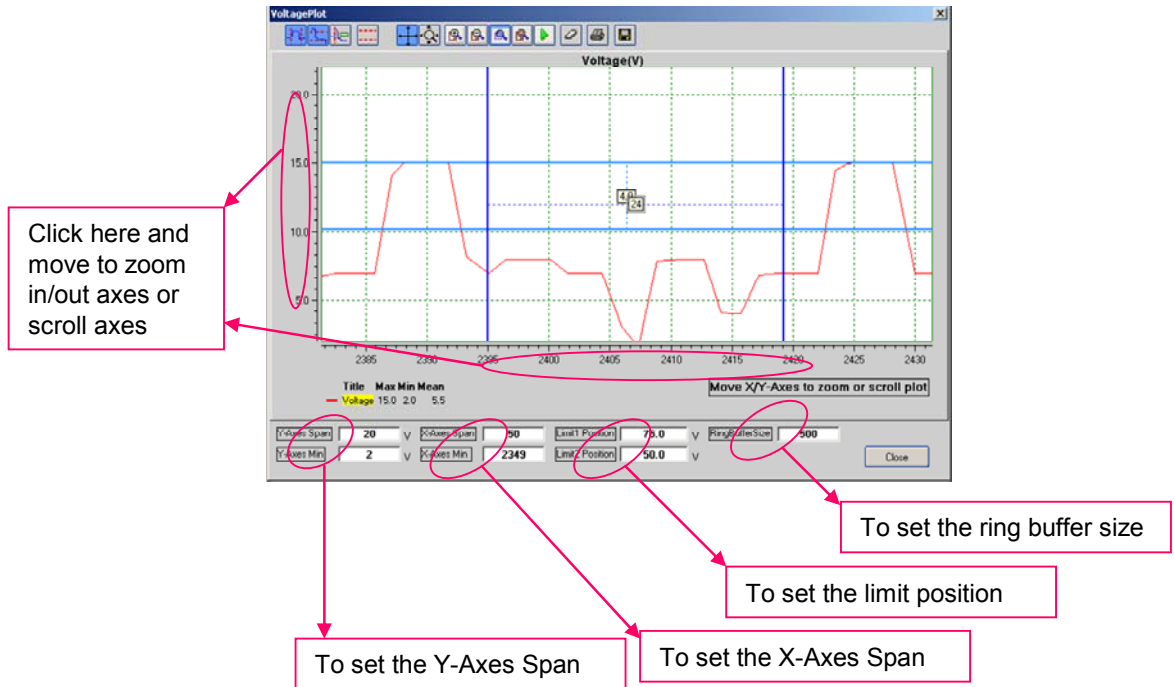 VoltagePlot
Voltage(V)
20.0
15.0
10.0
5.0
4.9
24
2385
2390
2395
2400
2405
2410
2415
2420
2425
2430
Title Max Min Mean
Voltage 15.0 2.0 5.5
Move X/Y-Axes to zoom or scroll plot
Y-Axes Span 20 V X-Axes Span 50 Limit1 Position 75.0 V RingBufferSize 500
Y-Axes Min 2 V X-Axes Min 2349 Limit2 Position 50.0 V
Close
Click here and
move to zoom
in/out axes or
scroll axes
To set the ring buffer size
To set the limit position
To set the X-Axes Span
To set the Y-Axes Span